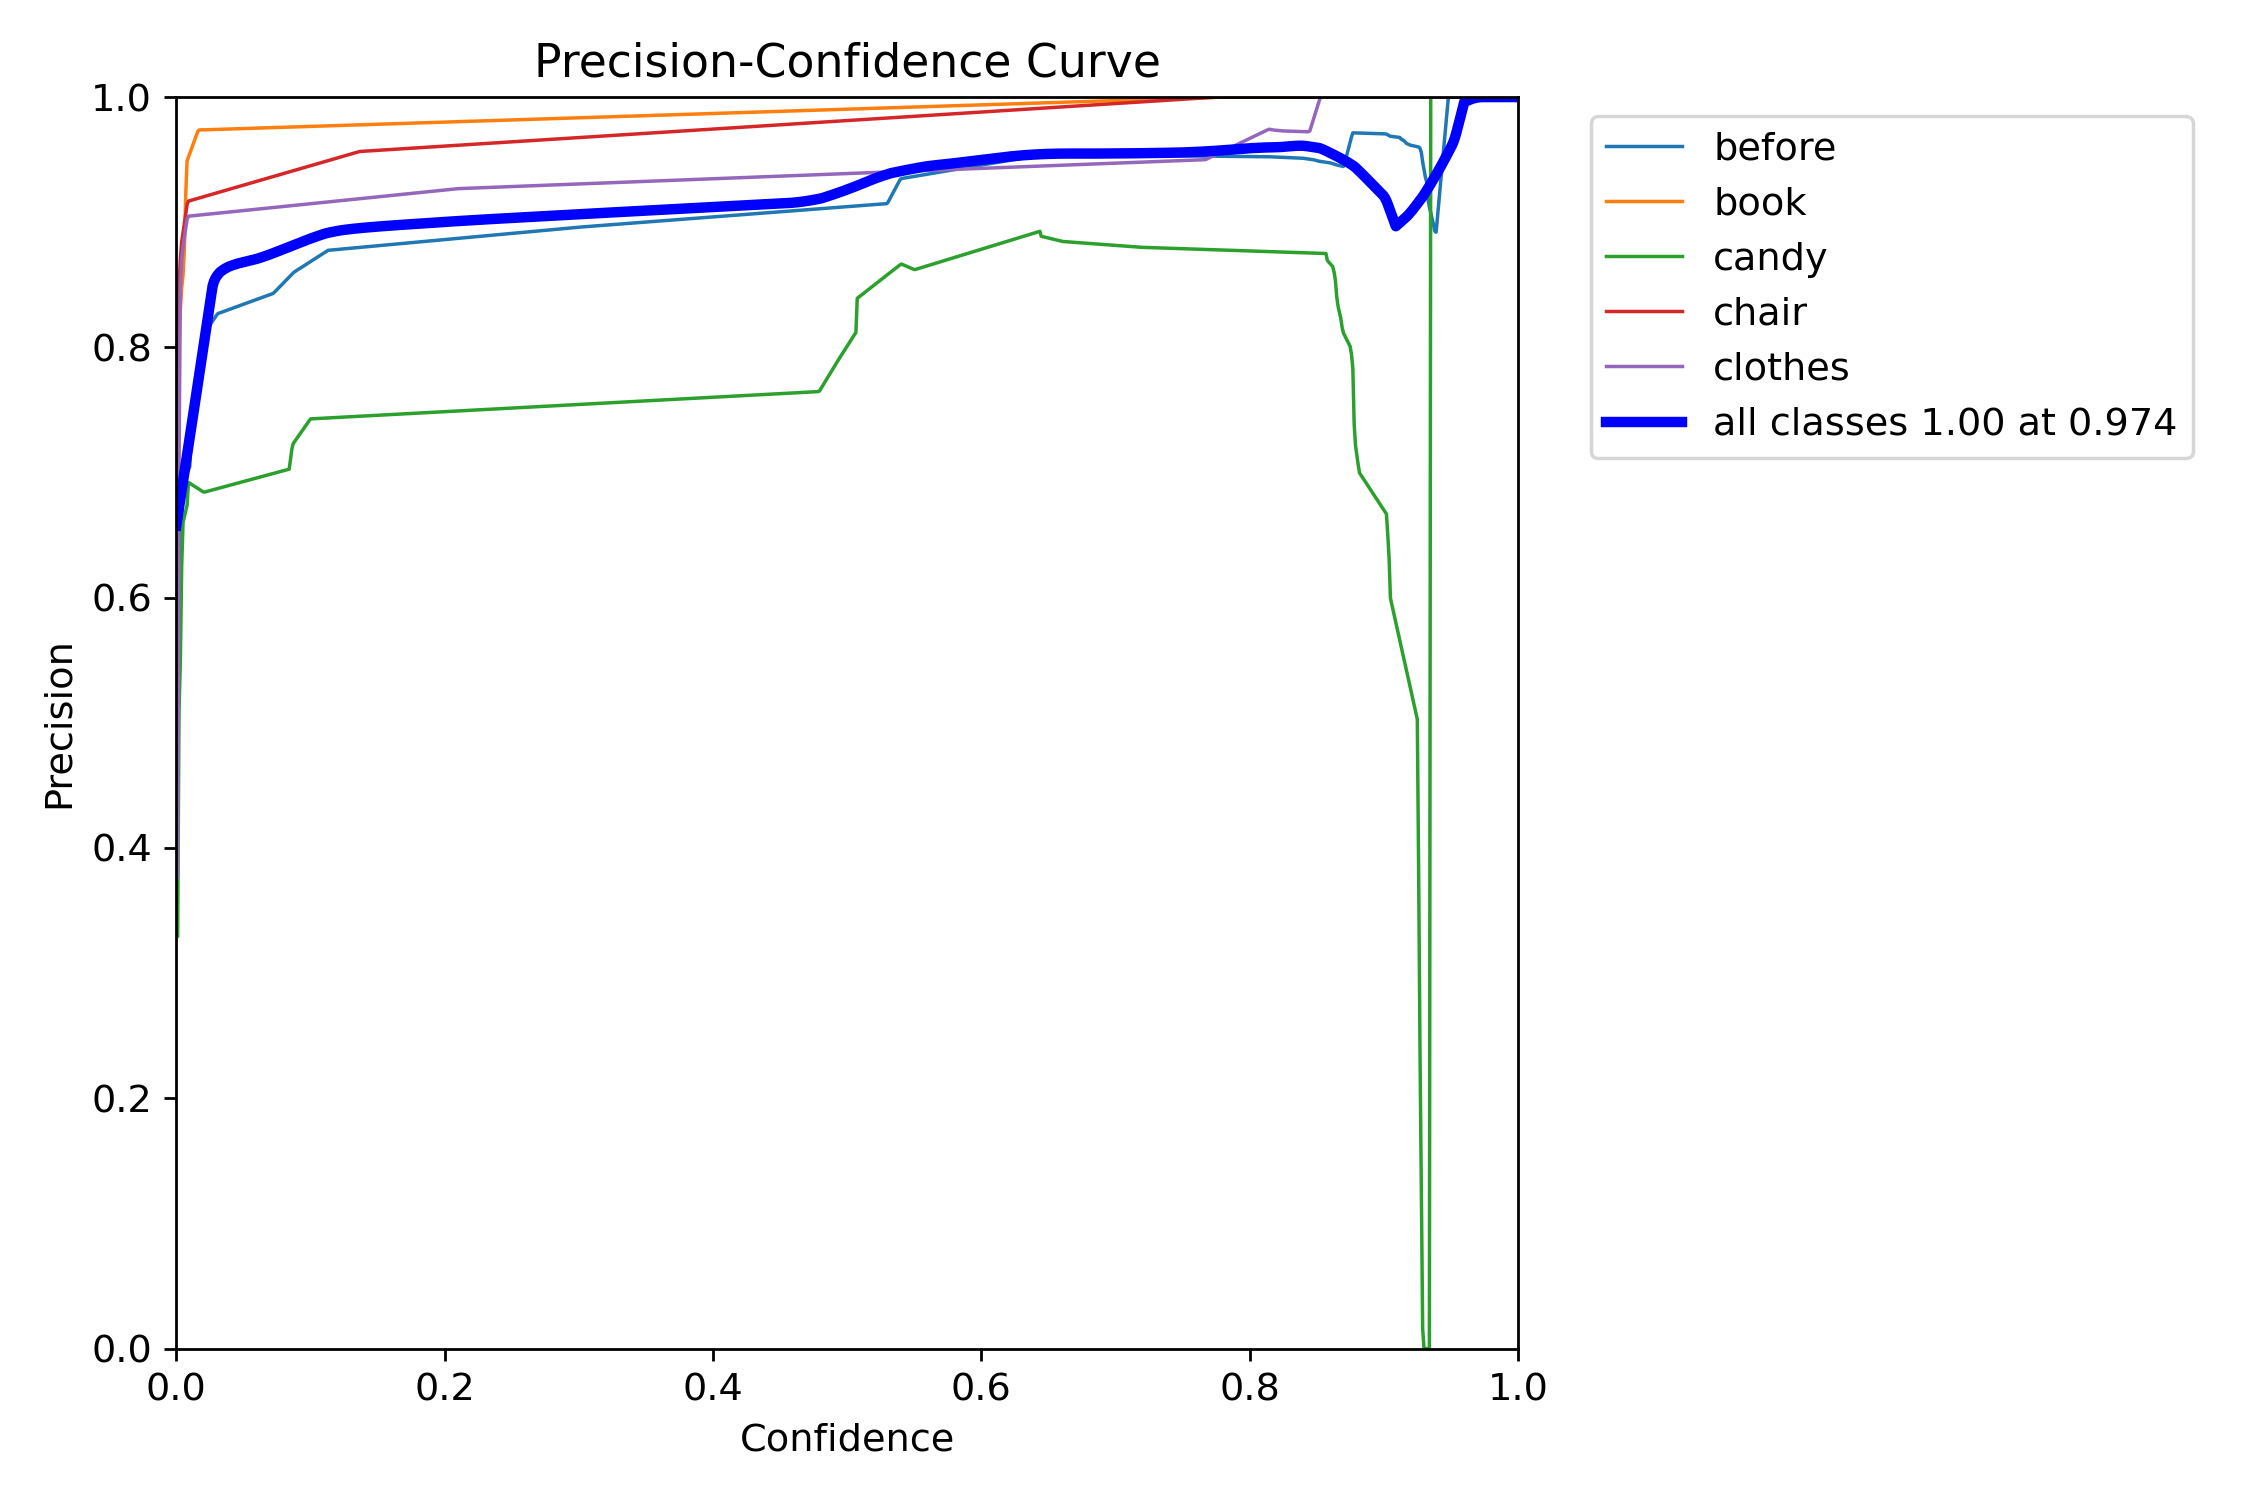 Precision-Confidence Curve
1.0
0.8
0.6
0.4
0.2
0.0
Precision
0.0 0.2 0.4 0.6 0.8 1.0
Confidence
before
book
candy
chair
clothes
all classes 1.00 at 0.974